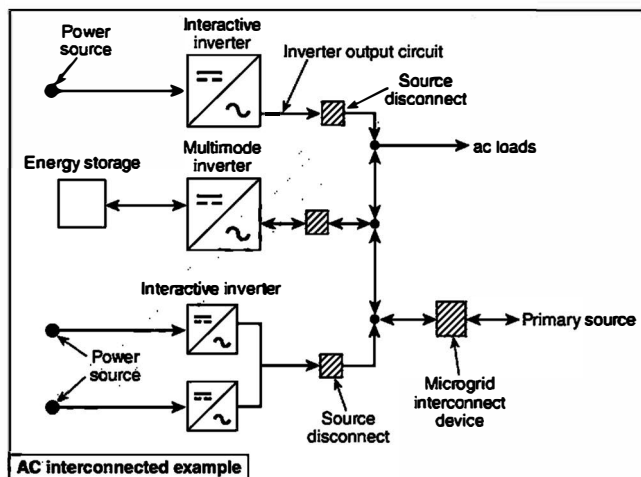 Power
source
Interactive
inverter
Inverter output circuit
Source
disconnect
ac loads
Energy storage
Multimode
inverter
Interactive inverter
Power
source
Source
disconnect
Primary source
Microgrid
interconnect
device
AC interconnected example